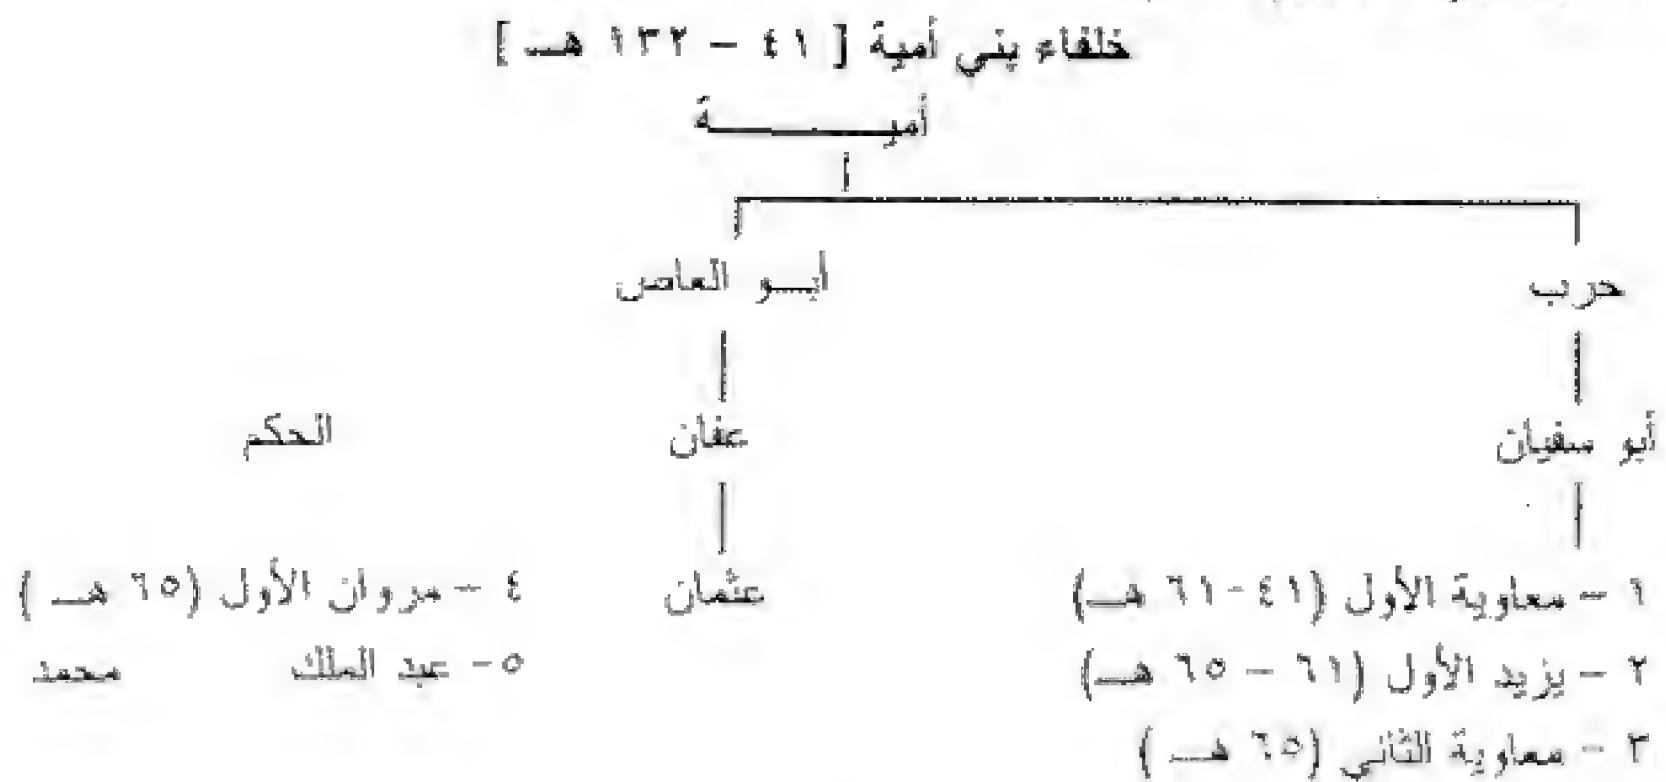 خلفاء بني أمية [ ٤١ – ١٣٢ هـ ]
أميـــــة
حرب أبـو العاص
أبو سفيان عفان الحكم
١ – معاوية الأول (٤١-٦١ هـ) عثمان ٤ – مروان الأول (٦٥ هـ )
٢ – يزيد الأول (٦١ – ٦٥ هـ) ٥- عبد الملك محمد
٣ – معاوية الثاني (٦٥ هـ )